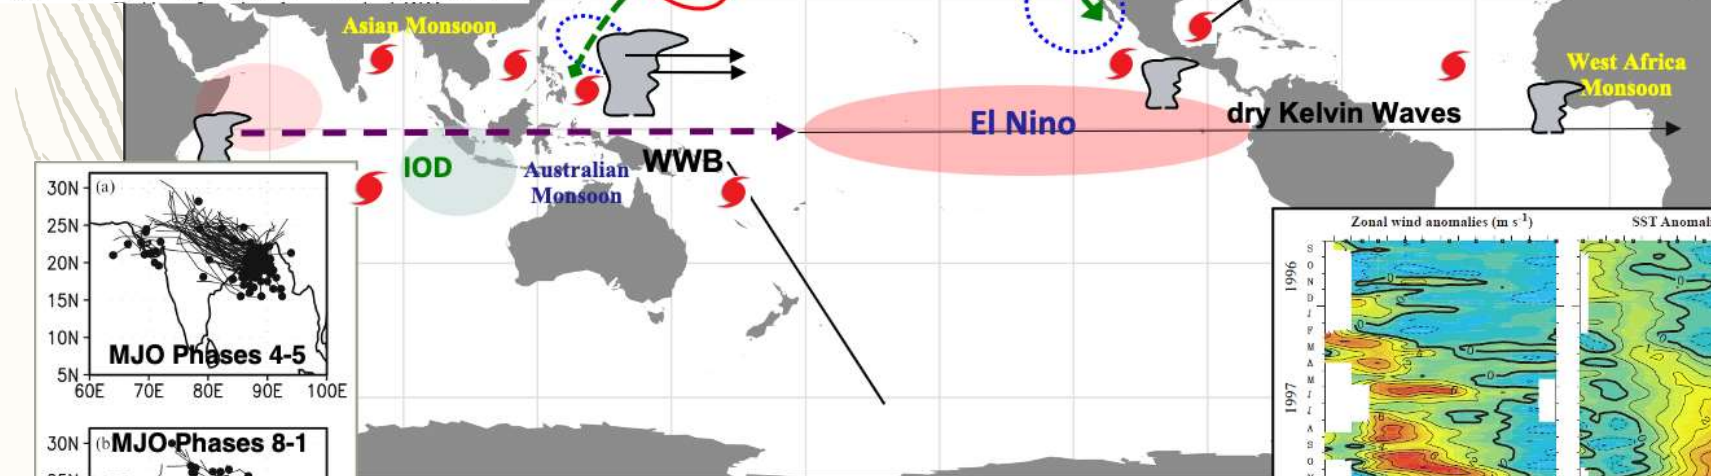 Asian Monsoon
West Africa
Monsoon
El Nino
dry Kelvin Waves
IOD
Australian
Monsoon
WWB
30N
(a)
25N
20N
15N
10N
5N
MJO Phases 4-5
60E 70E 80E 90E 100E
30N
(b)
MJO Phases 8-1
Zonal wind anomalies (m s-1)
SST Anomal
1996
1997
S
O
N
D
J
F
M
A
M
J
J
A
S
O